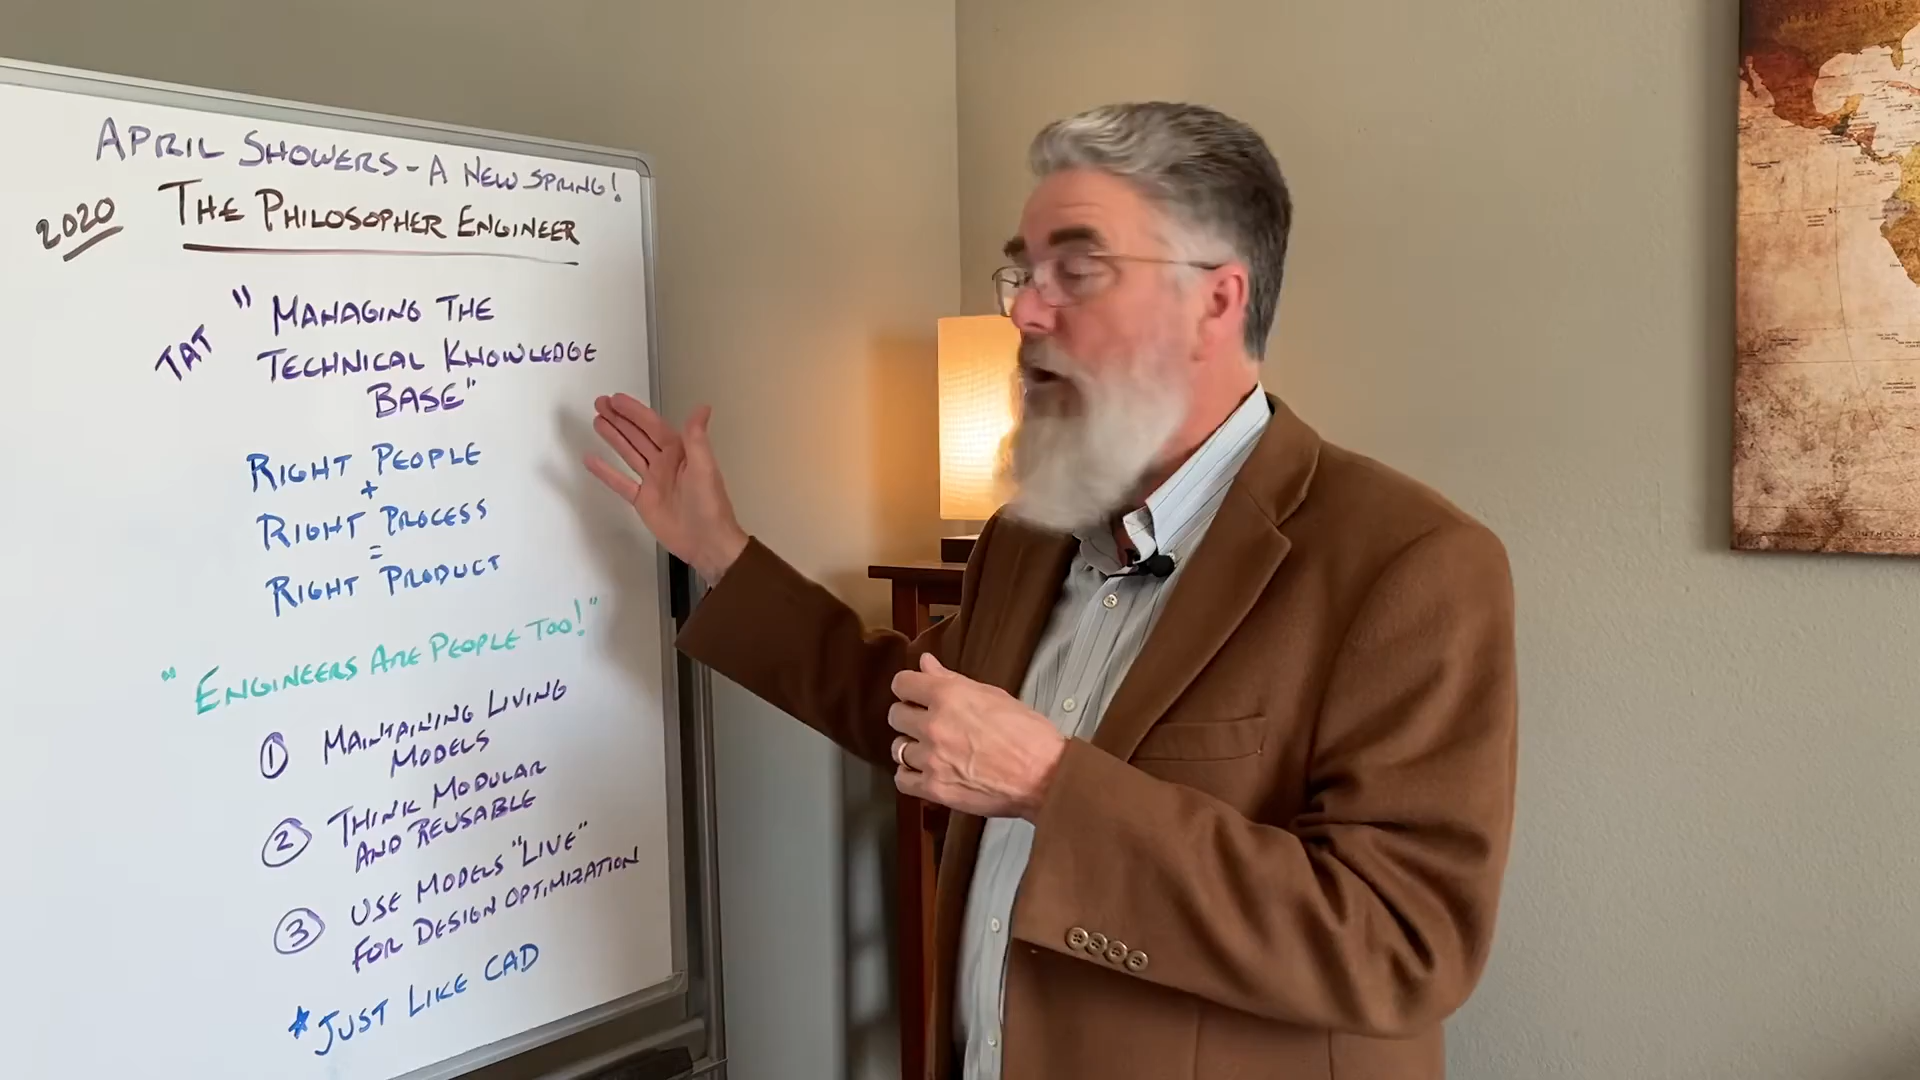 APRIL SHOWERS - A NEW SPRING!
2020 THE PHILOSOPHER ENGINEER
TAT "MANAGING THE
TECHNICAL KNOWLEDGE
BASE"
RIGHT PEOPLE
+
RIGHT PROCESS
=
RIGHT PRODUCT
"ENGINEERS ARE PEOPLE TOO!"
① MAINTAINING LIVING
MODELS
② THINK MODULAR
AND REUSABLE
③ USE MODELS "LIVE"
FOR DESIGN OPTIMIZATION
* JUST LIKE CAD